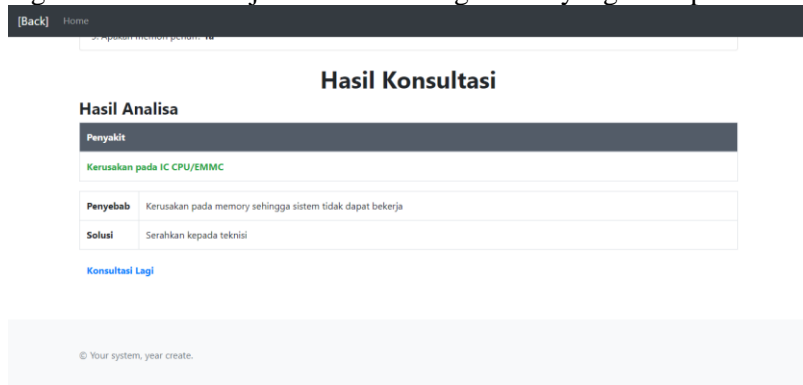 [Back] Home
Hasil Konsultasi
Hasil Analisa
Penyakit
Kerusakan pada IC CPU/EMMC
Penyebab Kerusakan pada memory sehingga sistem tidak dapat bekerja
Solusi Serahkan kepada teknisi
Konsultasi Lagi
© Your system, year create.